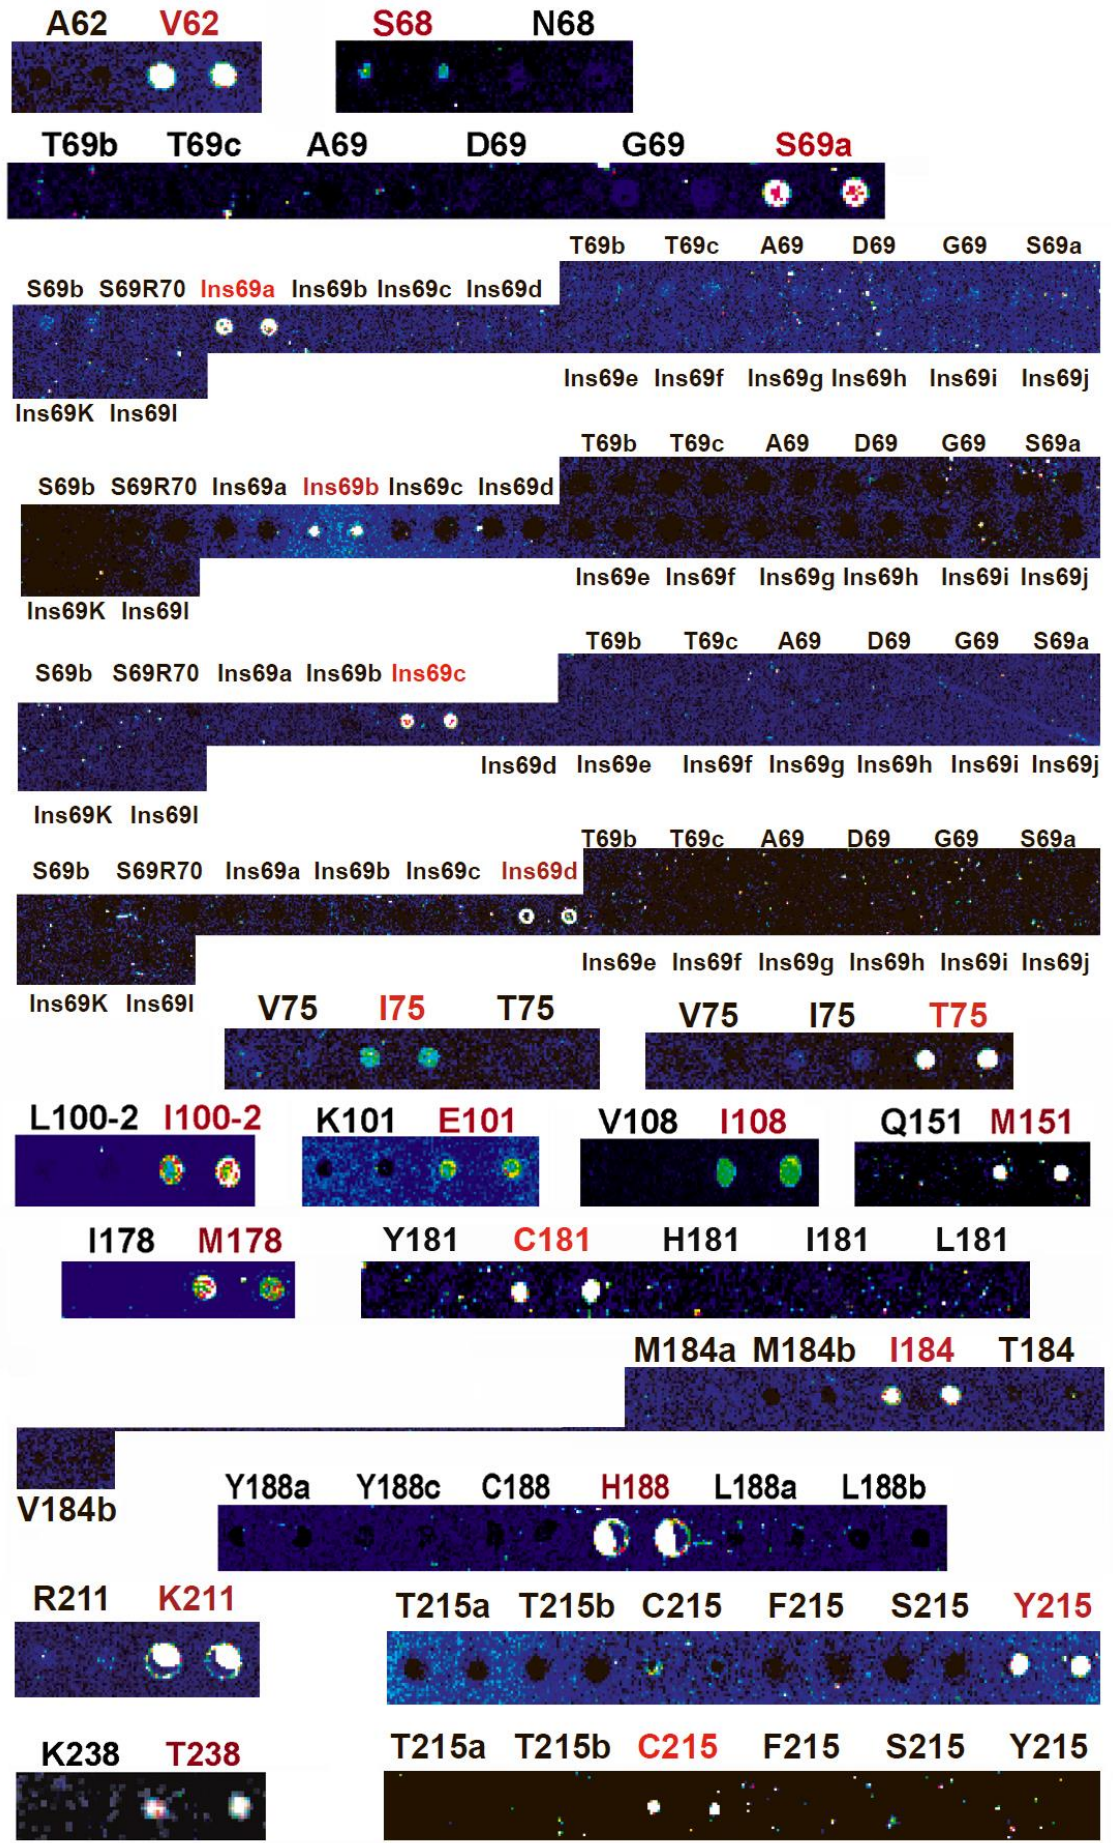 A62 V62 S68 N68
T69b T69c A69 D69 G69 S69a
T69b T69c A69 D69 G69 S69a
S69b S69R70 Ins69a Ins69b Ins69c Ins69d
Ins69e Ins69f Ins69g Ins69h Ins69i Ins69j
Ins69K Ins69l
T69b T69c A69 D69 G69 S69a
S69b S69R70 Ins69a Ins69b Ins69c Ins69d
Ins69e Ins69f Ins69g Ins69h Ins69i Ins69j
Ins69K Ins69l
T69b T69c A69 D69 G69 S69a
S69b S69R70 Ins69a Ins69b Ins69c
Ins69d Ins69e Ins69f Ins69g Ins69h Ins69i Ins69j
Ins69K Ins69l
T69b T69c A69 D69 G69 S69a
S69b S69R70 Ins69a Ins69b Ins69c Ins69d
Ins69e Ins69f Ins69g Ins69h Ins69i Ins69j
Ins69K Ins69l
V75 I75 T75 V75 I75 T75
L100-2 I100-2 K101 E101 V108 I108 Q151 M151
I178 M178 Y181 C181 H181 I181 L181
M184a M184b I184 T184
V184b
Y188a Y188c C188 H188 L188a L188b
R211 K211 T215a T215b C215 F215 S215 Y215
K238 T238 T215a T215b C215 F215 S215 Y215